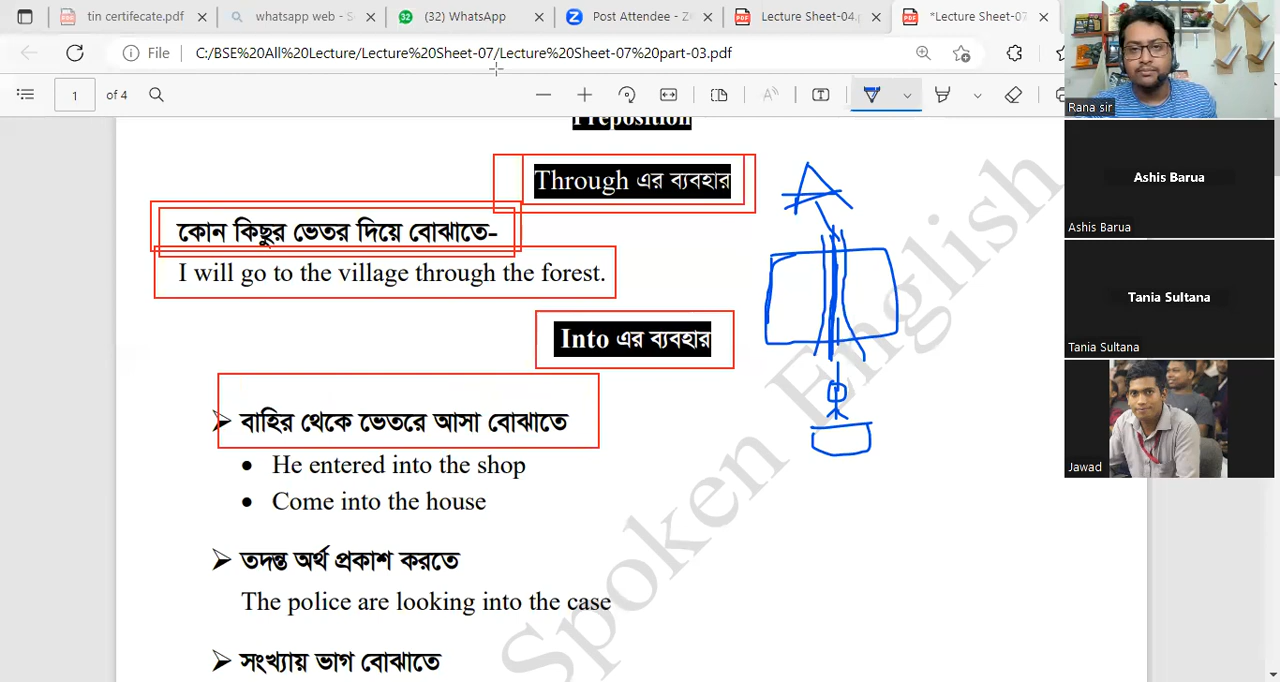 tin certifecate.pdf
whatsapp web - S
(32) WhatsApp
Post Attendee - Z
Lecture Sheet-04.
*Lecture Sheet-07
File C:/BSE%20All%20Lecture/Lecture%20Sheet-07/Lecture%20Sheet-07%20part-03.pdf
1 of 4
Preposition
Through এর ব্যবহার
কোন কিছুর ভেতর দিয়ে বোঝাতে-
I will go to the village through the forest.
Into এর ব্যবহার
➢ বাহির থেকে ভেতরে আসা বোঝাতে
• He entered into the shop
• Come into the house
➢ তদন্ত অর্থ প্রকাশ করতে
The police are looking into the case
➢ সংখ্যায় ভাগ বোঝাতে
Spoken English
Rana sir
Ashis Barua
Ashis Barua
Tania Sultana
Tania Sultana
Jawad